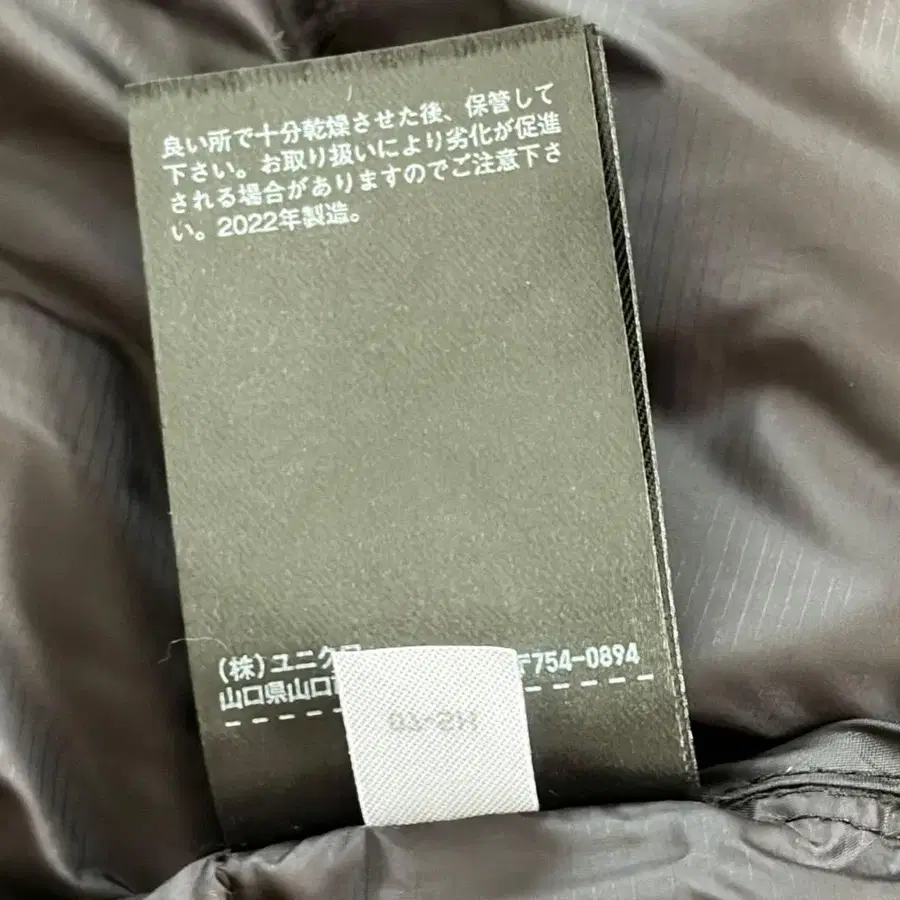 良い所で十分乾燥させた後、保管して
下さい。お取り扱いにより劣化が促進
される場合がありますのでご注意下さ
い。2022年製造。
(株)ユニクロ 〒754-0894
山口県山口
03-2H